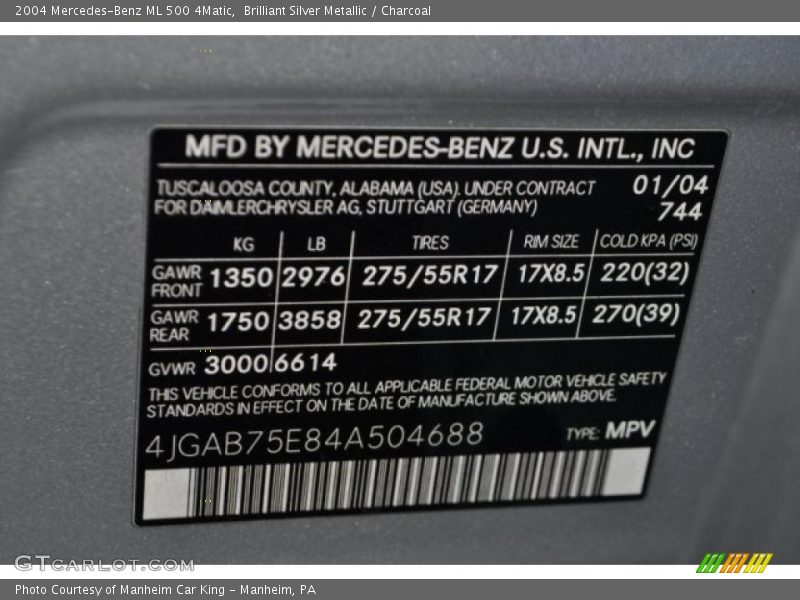 2004 Mercedes-Benz ML 500 4Matic,  Brilliant Silver Metallic / Charcoal
MFD BY MERCEDES-BENZ U.S. INTL., INC
TUSCALOOSA COUNTY, ALABAMA (USA). UNDER CONTRACT 01/04
FOR DAIMLERCHRYSLER AG, STUTTGART (GERMANY) 744
KG LB TIRES RIM SIZE COLD KPA (PSI)
GAWR FRONT 1350 2976 275/55R17 17X8.5 220(32)
GAWR REAR 1750 3858 275/55R17 17X8.5 270(39)
GVWR 3000 6614
THIS VEHICLE CONFORMS TO ALL APPLICABLE FEDERAL MOTOR VEHICLE SAFETY
STANDARDS IN EFFECT ON THE DATE OF MANUFACTURE SHOWN ABOVE.
4JGAB75E84A504688 TYPE: MPV
GTCARLOT.COM
Photo Courtesy of Manheim Car King - Manheim, PA